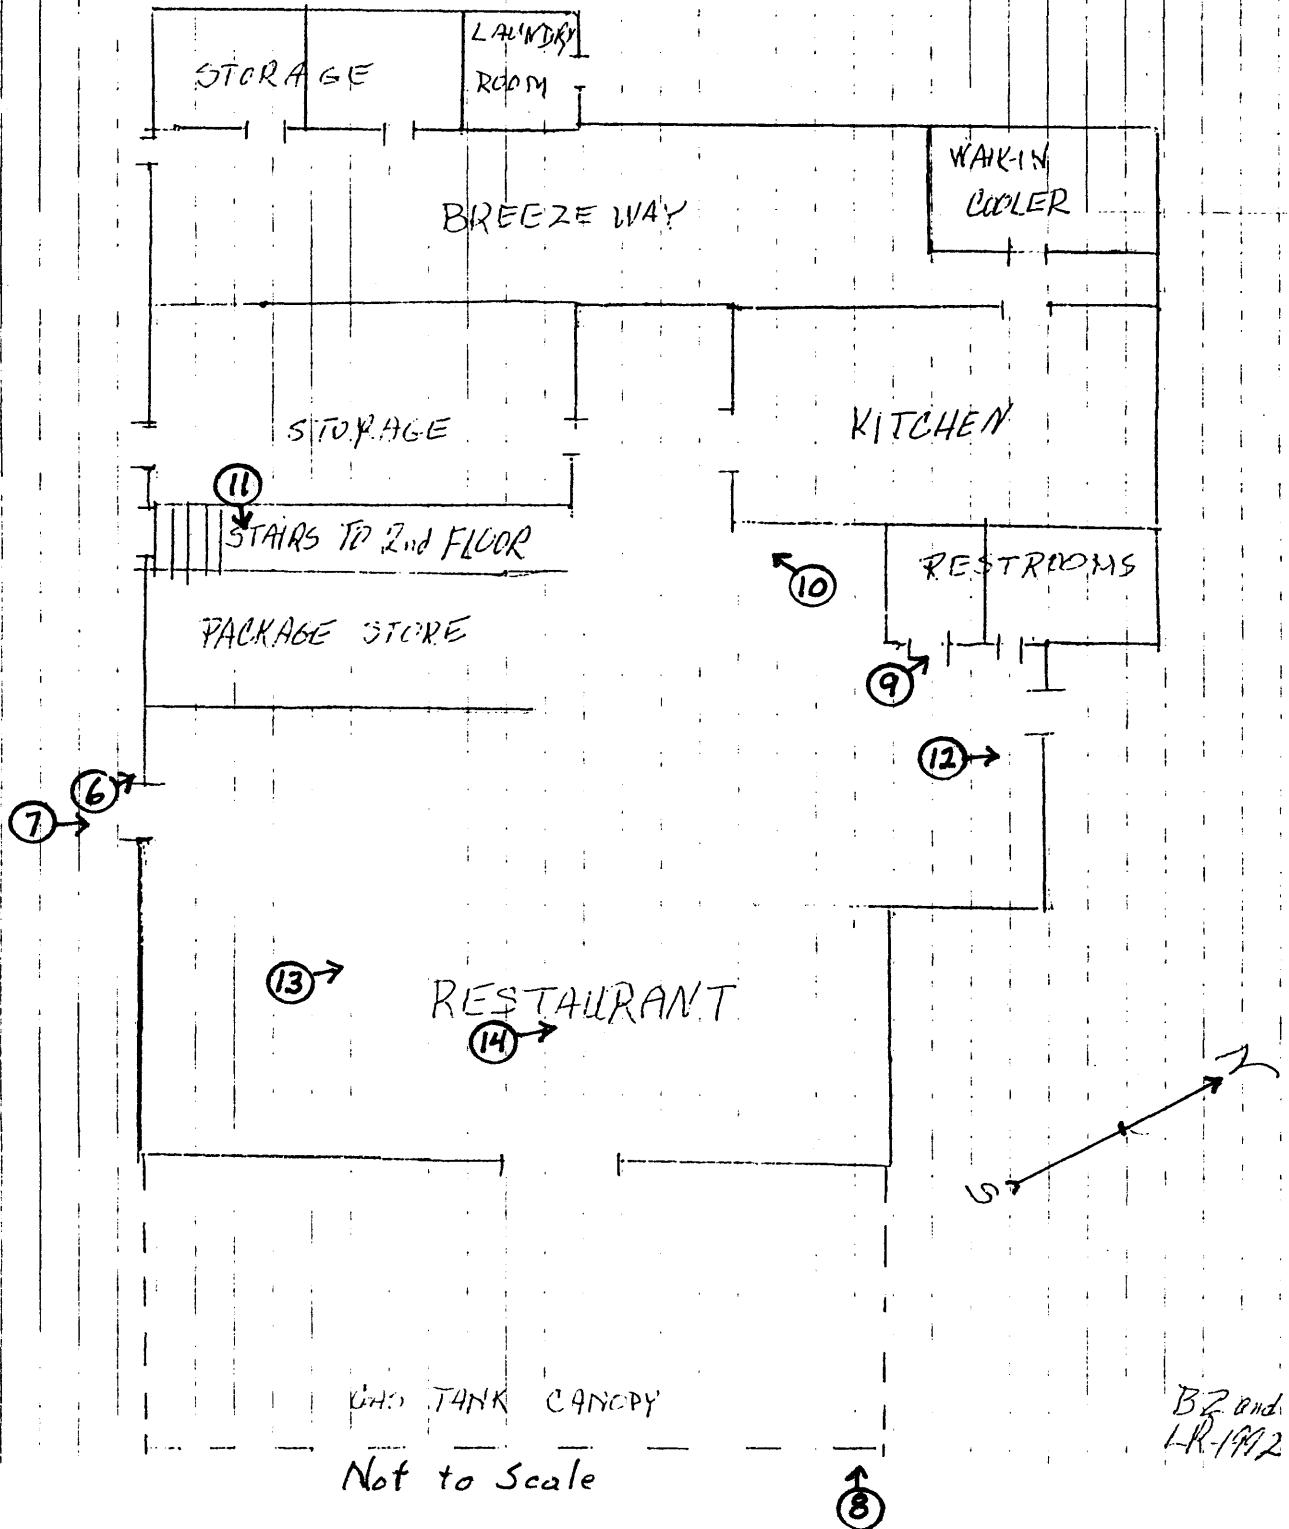 LAUNDRY
ROOM
STORAGE
WALK-IN
COOLER
BREEZE WAY
STORAGE
KITCHEN
11
STAIRS TO 2nd FLOOR
RESTROOMS
10
PACKAGE STORE
9
12
6
7
13
RESTAURANT
14
N
S
GAS TANK CANOPY
BZ and
LR-1992
Not to Scale
8